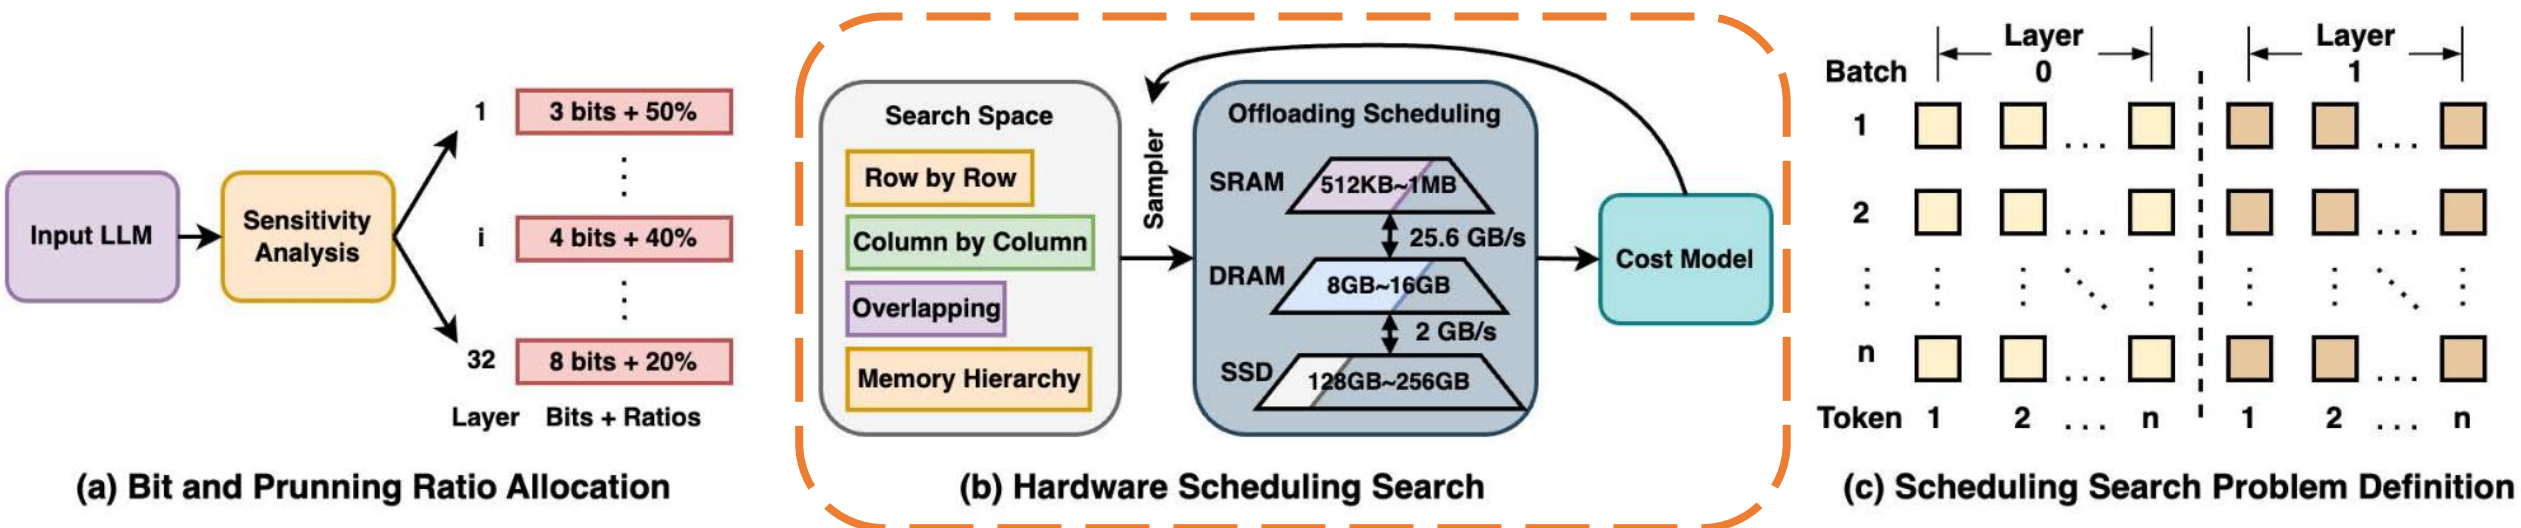 Input LLM
Sensitivity
Analysis
1
3 bits + 50%
i
4 bits + 40%
32
8 bits + 20%
Layer
Bits + Ratios
(a) Bit and Prunning Ratio Allocation
Search Space
Row by Row
Column by Column
Overlapping
Memory Hierarchy
Sampler
Offloading Scheduling
SRAM
512KB~1MB
25.6 GB/s
DRAM
8GB~16GB
2 GB/s
SSD
128GB~256GB
Cost Model
(b) Hardware Scheduling Search
Layer
0
Layer
1
Batch
1
2
n
Token
1 2 ... n
1 2 ... n
(c) Scheduling Search Problem Definition